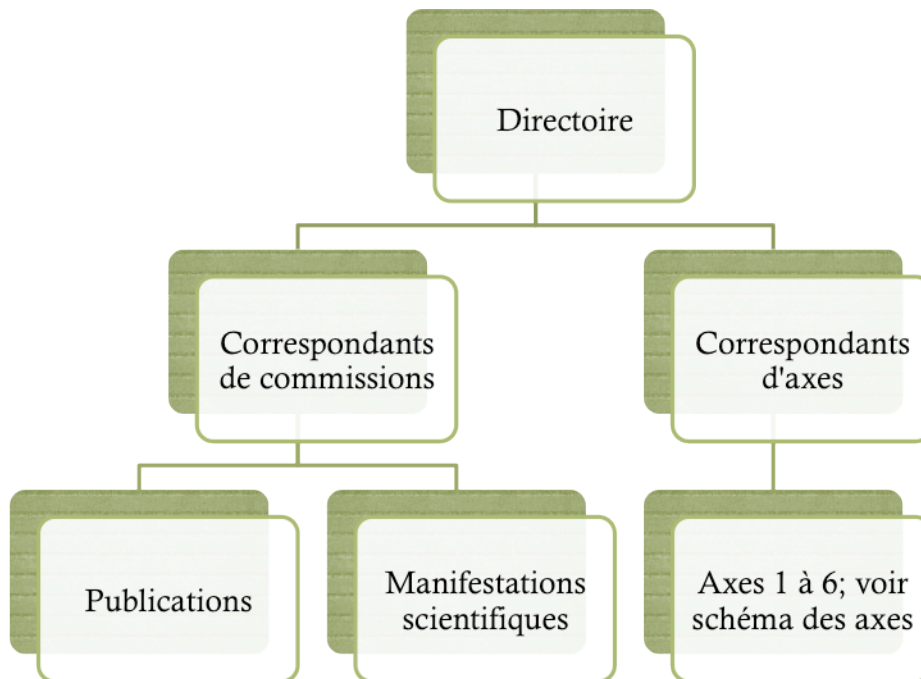 Directoire
Correspondants
de commissions
Correspondants
d'axes
Publications
Manifestations
scientifiques
Axes 1 à 6; voir
schéma des axes